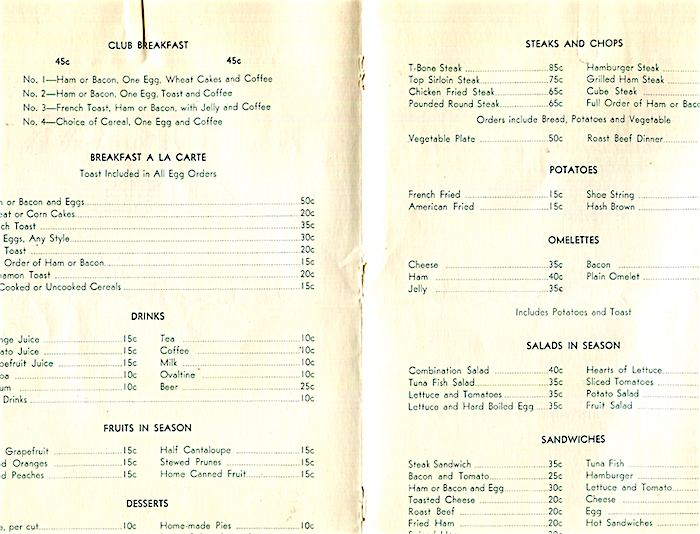 CLUB BREAKFAST
45c 45c
No. 1—Ham or Bacon, One Egg, Wheat Cakes and Coffee
No. 2—Ham or Bacon, One Egg, Toast and Coffee
No. 3—French Toast, Ham or Bacon, with Jelly and Coffee
No. 4—Choice of Cereal, One Egg and Coffee
BREAKFAST A LA CARTE
Toast Included in All Egg Orders
or Bacon and Eggs 50c
or Corn Cakes 20c
Toast 35c
Eggs, Any Style 30c
Toast 20c
Order of Ham or Bacon 15c
Toast 20c
Cooked or Uncooked Cereals 15c
DRINKS
Juice 15c Tea 10c
Juice 15c Coffee 10c
Juice 15c Milk 10c
10c Ovaltine 10c
10c Beer 25c
Drinks 10c
FRUITS IN SEASON
Grapefruit 15c Half Cantaloupe 15c
Oranges 15c Stewed Prunes 15c
Peaches 15c Home Canned Fruit 15c
DESSERTS
per cut 10c Home-made Pies 10c
STEAKS AND CHOPS
T-Bone Steak 85c Hamburger Steak
Top Sirloin Steak 75c Grilled Ham Steak
Chicken Fried Steak 65c Cube Steak
Pounded Round Steak 65c Full Order of Ham or Baco
Orders include Bread, Potatoes and Vegetable
Vegetable Plate 50c Roast Beef Dinner
POTATOES
French Fried 15c Shoe String
American Fried 15c Hash Brown
OMELETTES
Cheese 35c Bacon
Ham 40c Plain Omelet
Jelly 35c
Includes Potatoes and Toast
SALADS IN SEASON
Combination Salad 40c Hearts of Lettuce
Tuna Fish Salad 35c Sliced Tomatoes
Lettuce and Tomatoes 35c Potato Salad
Lettuce and Hard Boiled Egg 35c Fruit Salad
SANDWICHES
Steak Sandwich 35c Tuna Fish
Bacon and Tomato 25c Hamburger
Ham or Bacon and Egg 30c Lettuce and Tomato
Toasted Cheese 20c Cheese
Roast Beef 20c Egg
Fried Ham 20c Hot Sandwiches